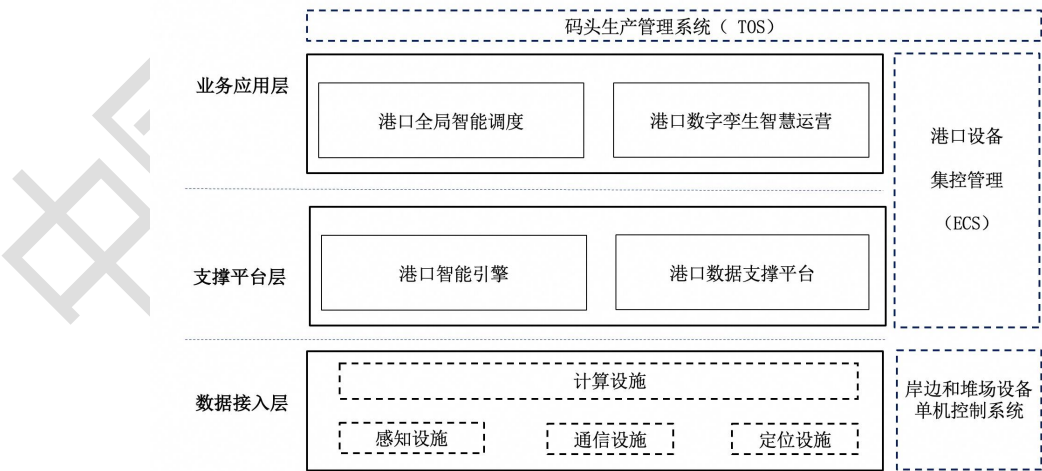 码头生产管理系统（ TOS）
业务应用层
港口全局智能调度
港口数字孪生智慧运营
港口设备
集控管理
（ECS）
支撑平台层
港口智能引擎
港口数据支撑平台
数据接入层
计算设施
感知设施
通信设施
定位设施
岸边和堆场设备
单机控制系统